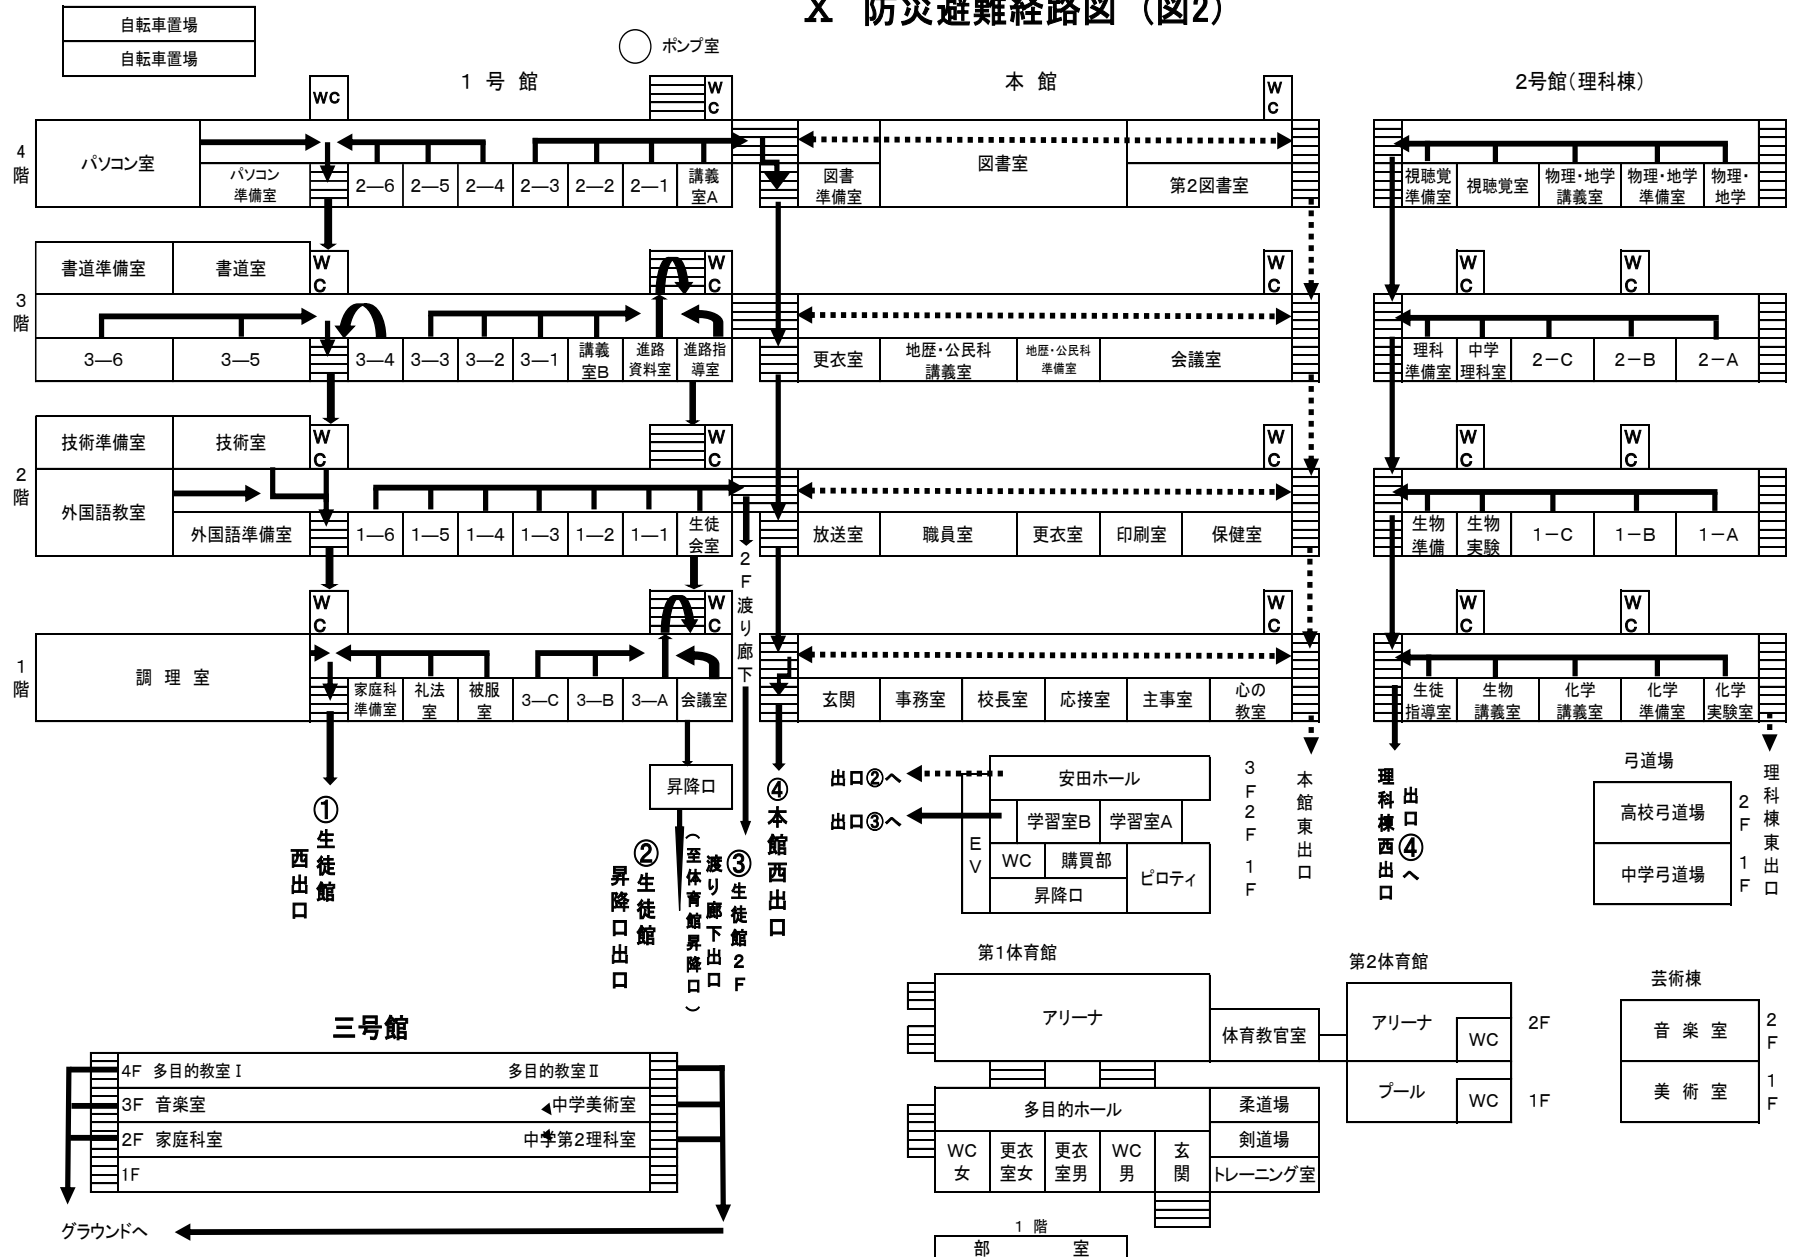 Ⅹ 防災避難経路図（図2）
自転車置場
自転車置場
ポンプ室
1号館
本館
2号館（理科棟）
WC
WC
WC
4階
パソコン室
パソコン
準備室
2―6
2―5
2―4
2―3
2―2
2―1
講義
室A
図書
準備室
図書室
第2図書室
視聴覚
準備室
視聴覚室
物理・地学
講義室
物理・地学
準備室
物理・
地学
書道準備室
書道室
WC
WC
WC
WC
WC
3階
3―6
3―5
3―4
3―3
3―2
3―1
講義
室B
進路
資料室
進路指
導室
更衣室
地歴・公民科
講義室
地歴・公民科
準備室
会議室
理科
準備室
中学
理科室
2－C
2－B
2－A
技術準備室
技術室
WC
WC
WC
WC
WC
2階
外国語教室
外国語準備室
1―6
1―5
1―4
1―3
1―2
1―1
生徒
会室
放送室
職員室
更衣室
印刷室
保健室
生物
準備
生物
実験
1－C
1－B
1－A
2F渡り廊下
WC
WC
WC
WC
WC
1階
調理室
家庭科
準備室
礼法
室
被服
室
3―C
3―B
3―A
会議室
玄関
事務室
校長室
応接室
主事室
心の
教室
生徒
指導室
生物
講義室
化学
講義室
化学
準備室
化学
実験室
①生徒館
西出口
昇降口
②生徒館
昇降口出口
③生徒館2F
渡り廊下出口
（至体育館昇降口）
④本館西出口
出口②へ
出口③へ
安田ホール
学習室B
学習室A
EV
WC
購買部
昇降口
ピロティ
3F
2F
1F
本館東出口
理科棟西出口
出口④へ
弓道場
高校弓道場
中学弓道場
2F
1F
理科棟東出口
第1体育館
アリーナ
体育教官室
多目的ホール
柔道場
剣道場
トレーニング室
WC
女
更衣
室女
更衣
室男
WC
男
玄関
1階
部室
第2体育館
アリーナ
WC
2F
プール
WC
1F
芸術棟
音楽室
美術室
2F
1F
三号館
4F 多目的教室Ⅰ
多目的教室Ⅱ
3F 音楽室
中学美術室
2F 家庭科室
中学第2理科室
1F
グラウンドへ